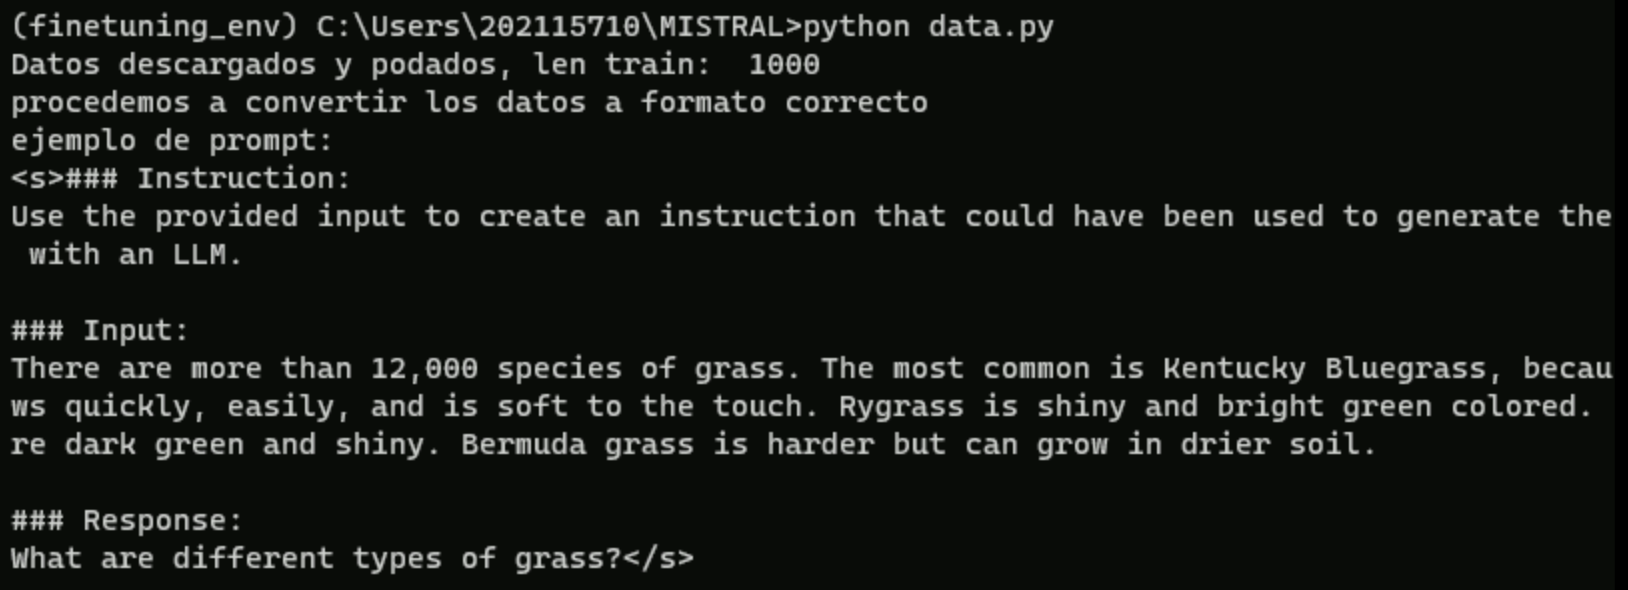 (finetuning_env) C:\Users\202115710\MISTRAL>python data.py
Datos descargados y podados, len train:  1000
procedemos a convertir los datos a formato correcto
ejemplo de prompt:
<s>### Instruction:
Use the provided input to create an instruction that could have been used to generate the
 with an LLM.

### Input:
There are more than 12,000 species of grass. The most common is Kentucky Bluegrass, becau
ws quickly, easily, and is soft to the touch. Rygrass is shiny and bright green colored.
re dark green and shiny. Bermuda grass is harder but can grow in drier soil.

### Response:
What are different types of grass?</s>